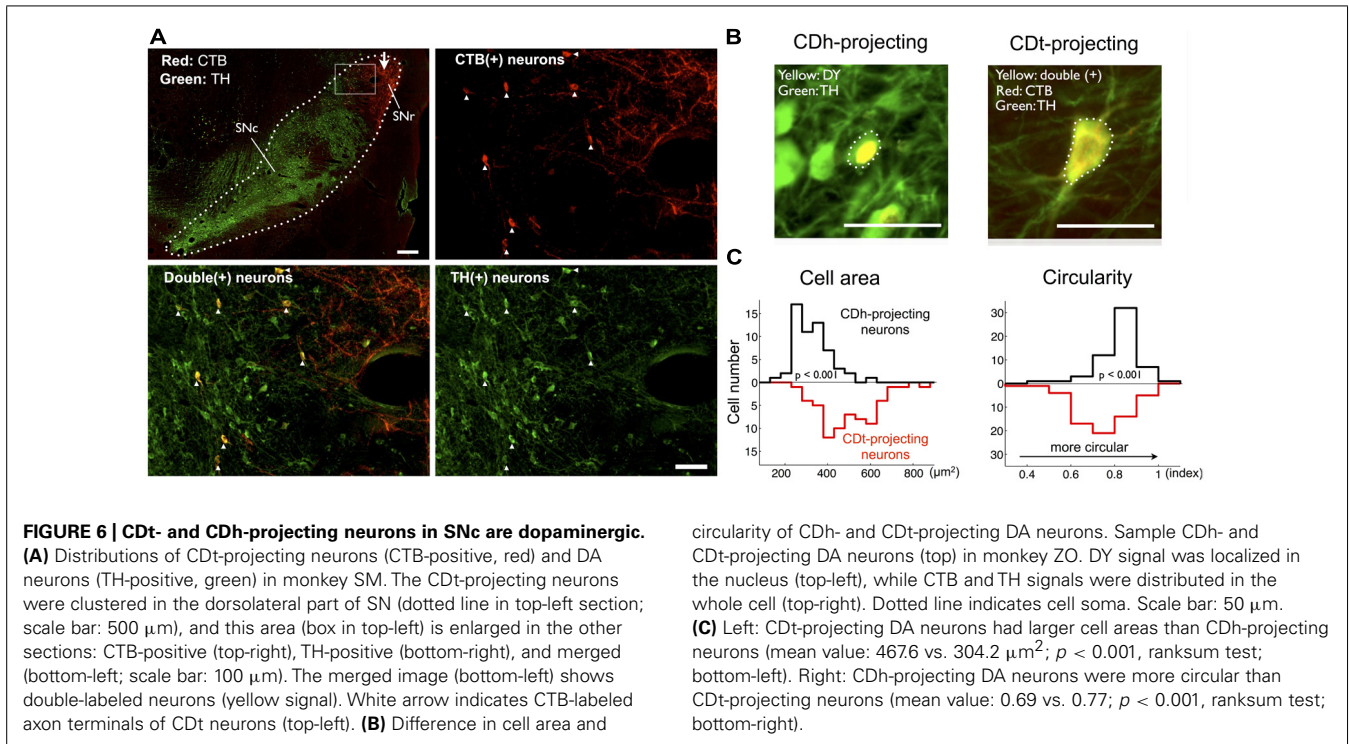 A
Red: CTB
Green: TH
SNc
SNr
CTB(+) neurons
Double(+) neurons
TH(+) neurons
B
CDh-projecting
CDt-projecting
Yellow: DY
Green: TH
Yellow: double (+)
Red: CTB
Green: TH
C
Cell area
Circularity
Cell number
15
10
5
0
5
10
15
CDh-projecting
neurons
p < 0.001
CDt-projecting
neurons
200
400
600
800
(μm²)
30
20
10
0
10
20
30
p < 0.001
more circular
0.4
0.6
0.8
1
(index)
FIGURE 6 | CDt- and CDh-projecting neurons in SNc are dopaminergic.
(A) Distributions of CDt-projecting neurons (CTB-positive, red) and DA
neurons (TH-positive, green) in monkey SM. The CDt-projecting neurons
were clustered in the dorsolateral part of SN (dotted line in top-left section;
scale bar: 500 μm), and this area (box in top-left) is enlarged in the other
sections: CTB-positive (top-right), TH-positive (bottom-right), and merged
(bottom-left; scale bar: 100 μm). The merged image (bottom-left) shows
double-labeled neurons (yellow signal). White arrow indicates CTB-labeled
axon terminals of CDt neurons (top-left). (B) Difference in cell area and
circularity of CDh- and CDt-projecting DA neurons. Sample CDh- and
CDt-projecting DA neurons (top) in monkey ZO. DY signal was localized in
the nucleus (top-left), while CTB and TH signals were distributed in the
whole cell (top-right). Dotted line indicates cell soma. Scale bar: 50 μm.
(C) Left: CDt-projecting DA neurons had larger cell areas than CDh-projecting
neurons (mean value: 467.6 vs. 304.2 μm²; p < 0.001, ranksum test;
bottom-left). Right: CDh-projecting DA neurons were more circular than
CDt-projecting neurons (mean value: 0.69 vs. 0.77; p < 0.001, ranksum test;
bottom-right).